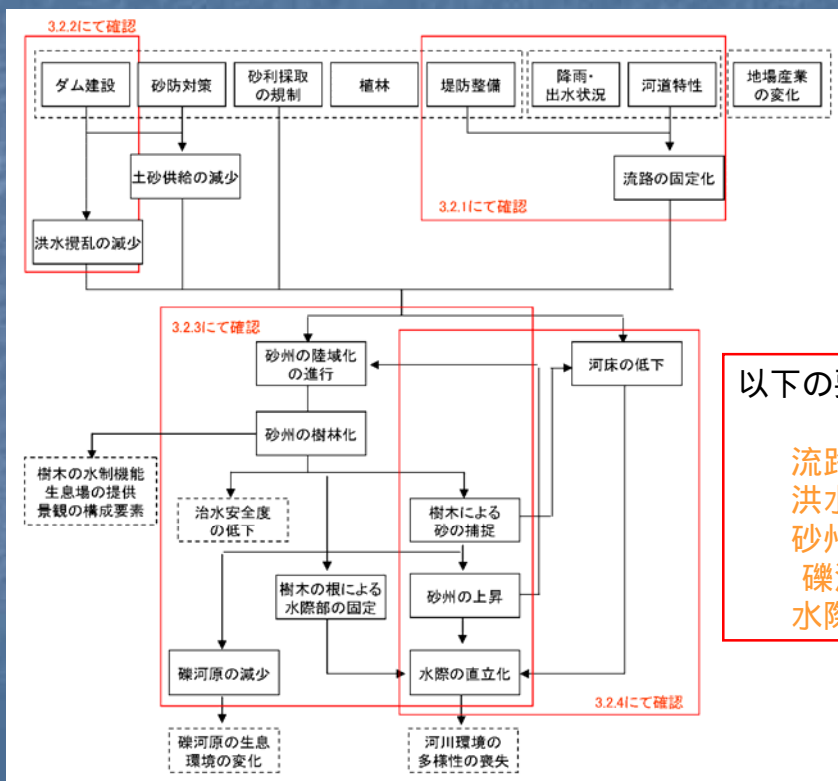 3.2.2にて確認
ダム建設
砂防対策
砂利採取
の規制
植林
堤防整備
降雨・
出水状況
河道特性
地場産業
の変化
土砂供給の減少
流路の固定化
3.2.1にて確認
洪水攪乱の減少
3.2.3にて確認
砂州の陸域化
の進行
河床の低下
砂州の樹林化
樹木の水制機能
生息場の提供
景観の構成要素
治水安全度
の低下
樹木による
砂の捕捉
樹木の根による
水際部の固定
砂州の上昇
礫河原の減少
水際の直立化
3.2.4にて確認
礫河原の生息
環境の変化
河川環境の
多様性の喪失
以下の
流路
洪水
砂州
礫
水際